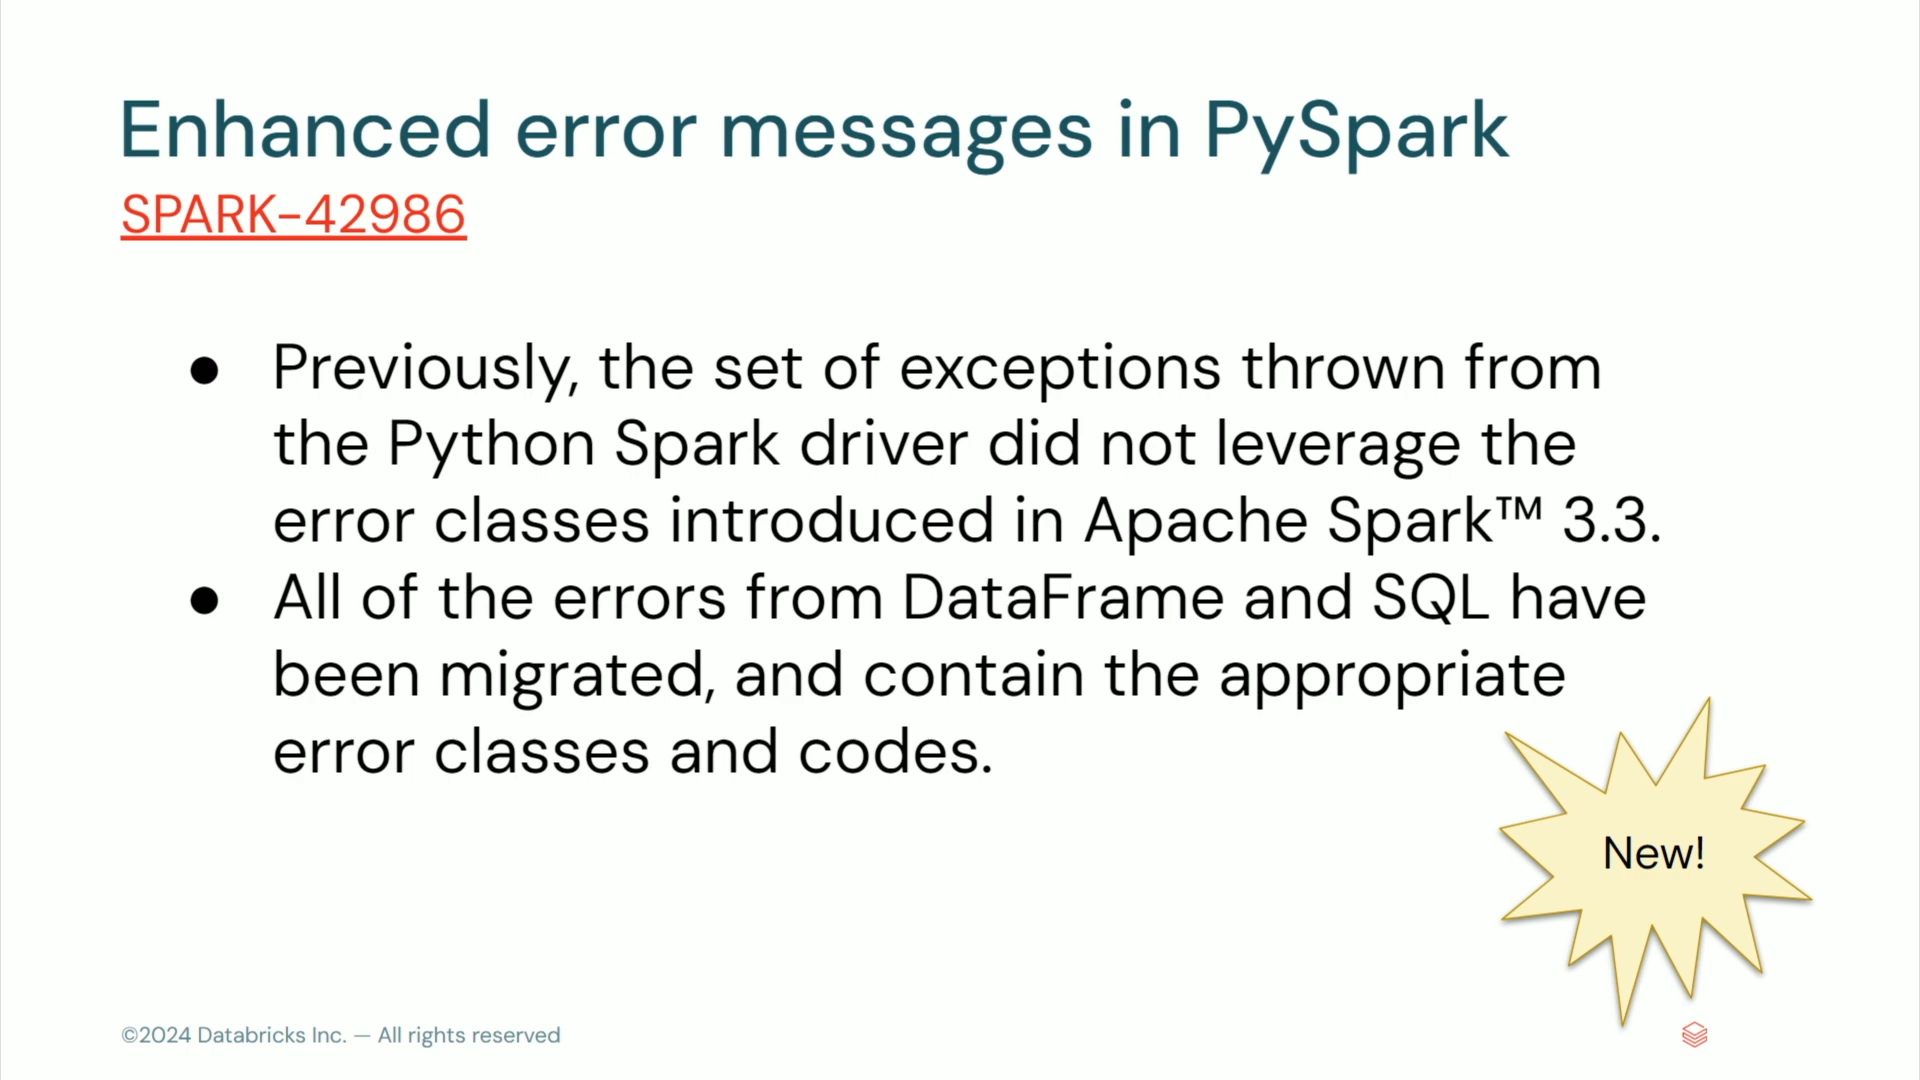 Enhanced error messages in PySpark
SPARK-42986
● Previously, the set of exceptions thrown from
the Python Spark driver did not leverage the
error classes introduced in Apache Spark™ 3.3.
● All of the errors from DataFrame and SQL have
been migrated, and contain the appropriate
error classes and codes.
New!
©2024 Databricks Inc. — All rights reserved